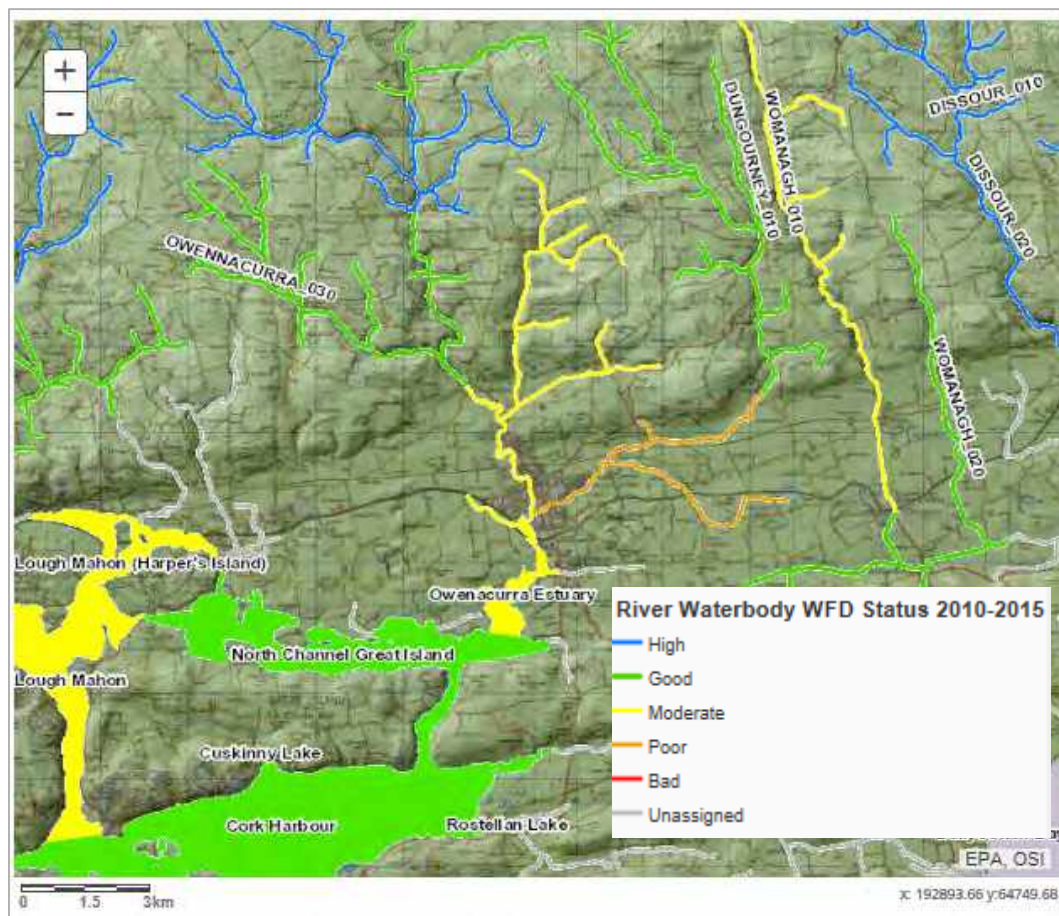 +
−
DISSOUR_010
DUNGOURNEY_010
WOMANAGH_010
DISSOUR_020
OWENNACURRA_030
WOMANAGH_020
Lough Mahon (Harper's Island)
Owenacurra Estuary
North Channel Great Island
Lough Mahon
Cuskinny Lake
Cork Harbour
Rostellan Lake
River Waterbody WFD Status 2010-2015
High
Good
Moderate
Poor
Bad
Unassigned
EPA, OSI
0 1.5 3km
x: 192893.66 y:64749.68